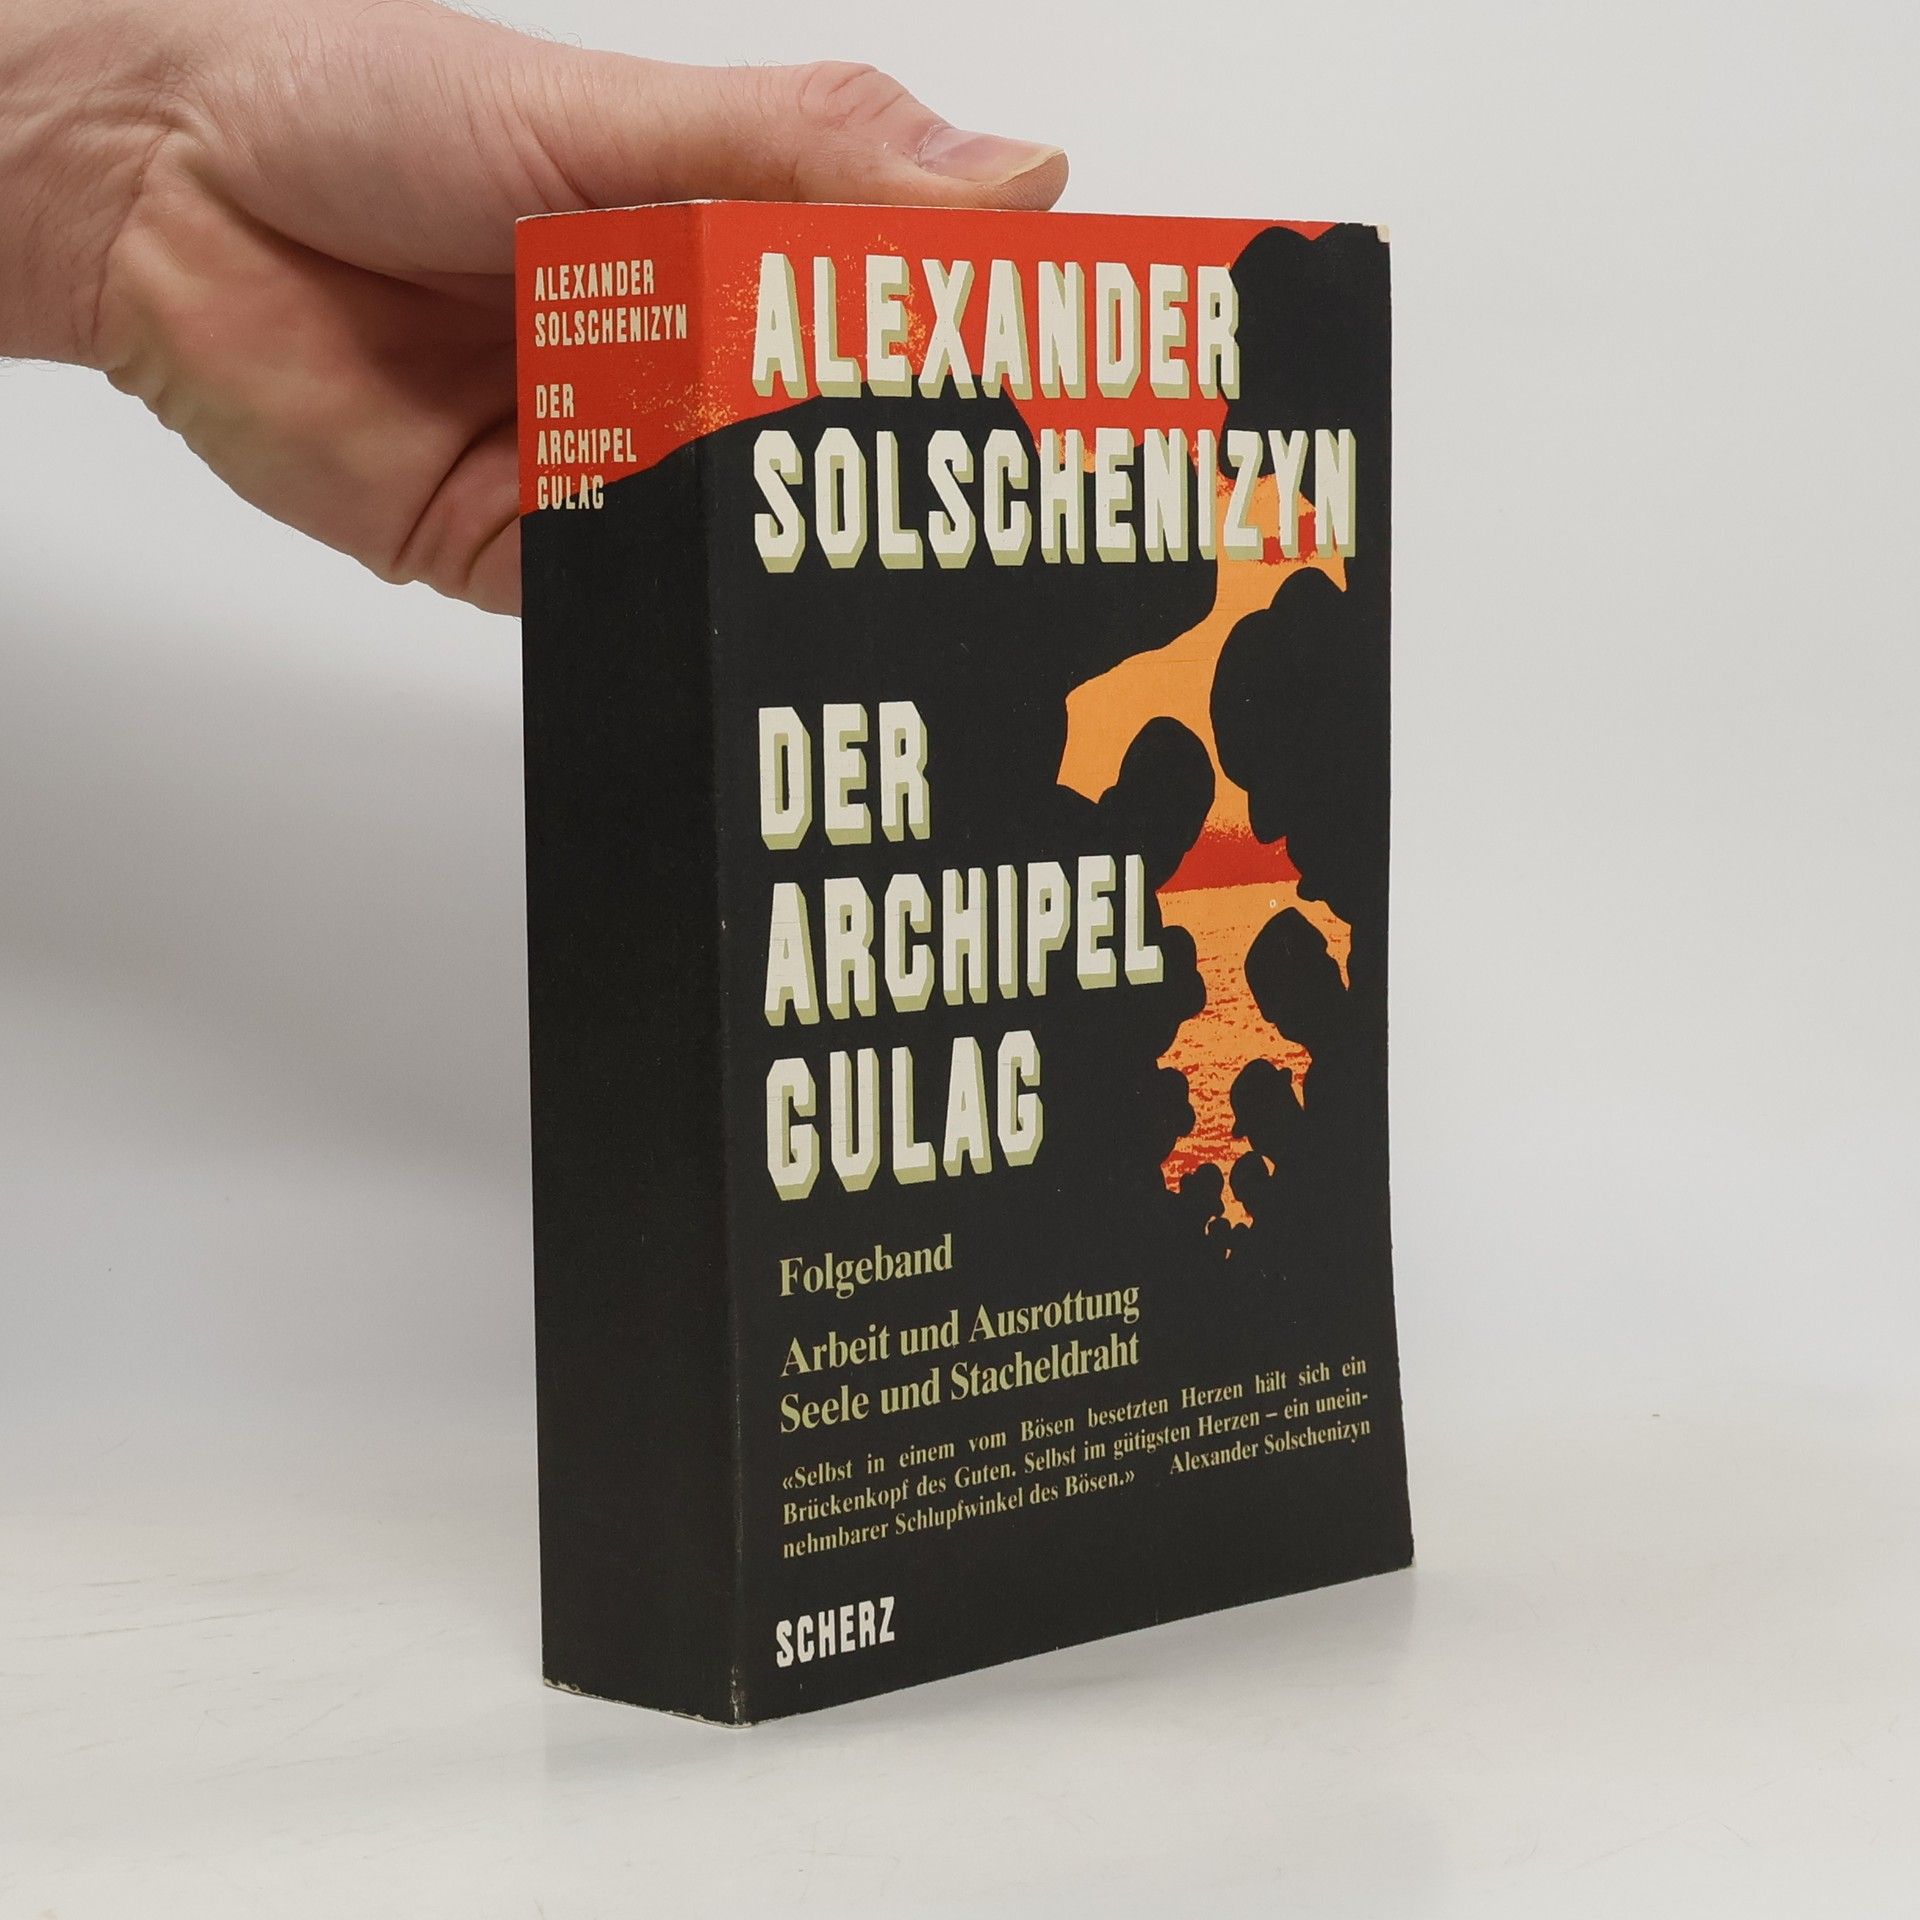 ALEXANDER
SOLSCHENIZYN
DER
ARCHIPEL
GULAG
ALEXANDER
SOLSCHENIZYN
DER
ARCHIPEL
GULAG
Folgeband
Arbeit und Ausrottung
Seele und Stacheldraht
«Selbst in einem vom Bösen besetzten Herzen hält sich ein
Brückenkopf des Guten. Selbst im gütigsten Herzen – ein unein-
nehmbarer Schlupfwinkel des Bösen.» Alexander Solschenizyn
SCHERZ